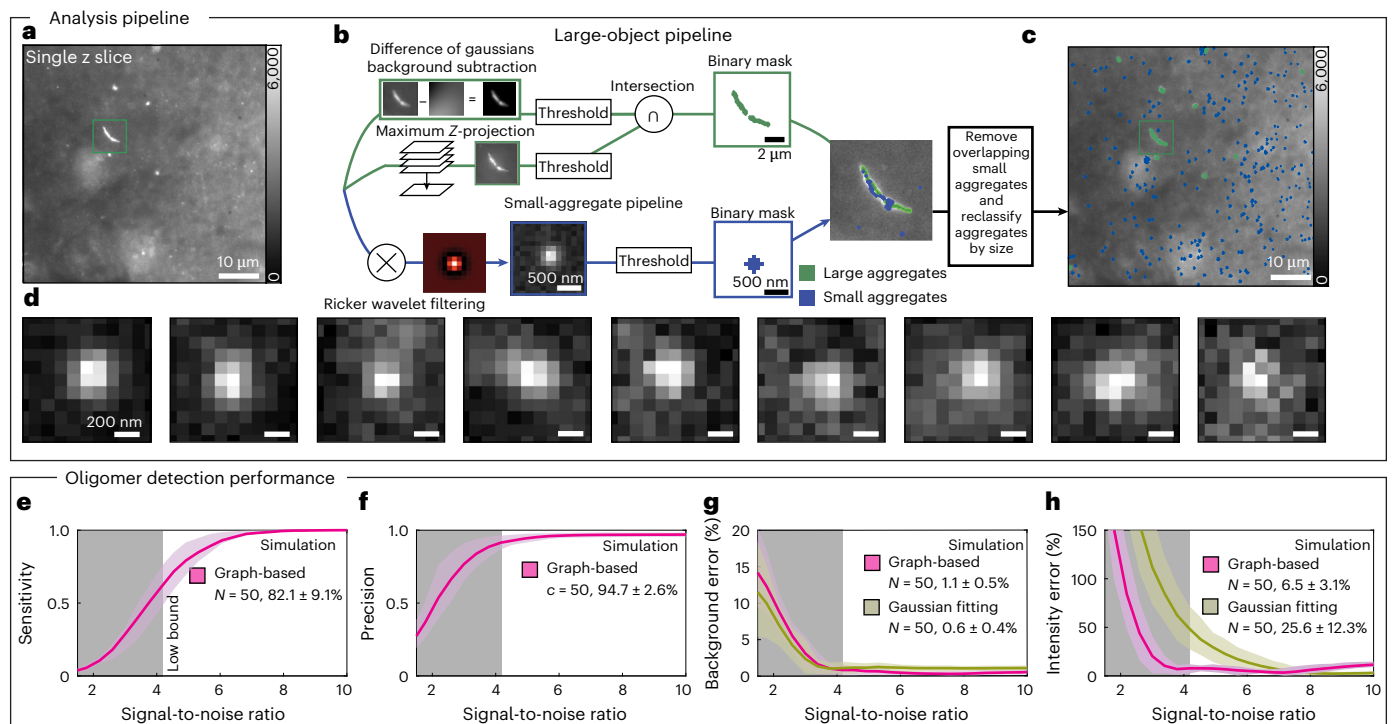 Analysis pipeline
a
Single z slice
6,000
0
10 µm
b
Large-object pipeline
Difference of gaussians
background subtraction
–
=
Threshold
Intersection
∩
Binary mask
2 µm
Maximum Z-projection
Threshold
Small-aggregate pipeline
Ricker wavelet filtering
500 nm
Threshold
Binary mask
500 nm
Large aggregates
Small aggregates
Remove
overlapping
small
aggregates
and
reclassify
aggregates
by size
c
6,000
0
10 µm
d
200 nm
Oligomer detection performance
e
Sensitivity
1.0
0.5
0
2 4 6 8 10
Signal-to-noise ratio
Low bound
Simulation
Graph-based
N = 50, 82.1 ± 9.1%
f
Precision
1.0
0.5
0
2 4 6 8 10
Signal-to-noise ratio
Simulation
Graph-based
c = 50, 94.7 ± 2.6%
g
Background error (%)
20
15
10
5
0
2 4 6 8 10
Signal-to-noise ratio
Simulation
Graph-based
N = 50, 1.1 ± 0.5%
Gaussian fitting
N = 50, 0.6 ± 0.4%
h
Intensity error (%)
150
100
50
0
2 4 6 8 10
Signal-to-noise ratio
Simulation
Graph-based
N = 50, 6.5 ± 3.1%
Gaussian fitting
N = 50, 25.6 ± 12.3%